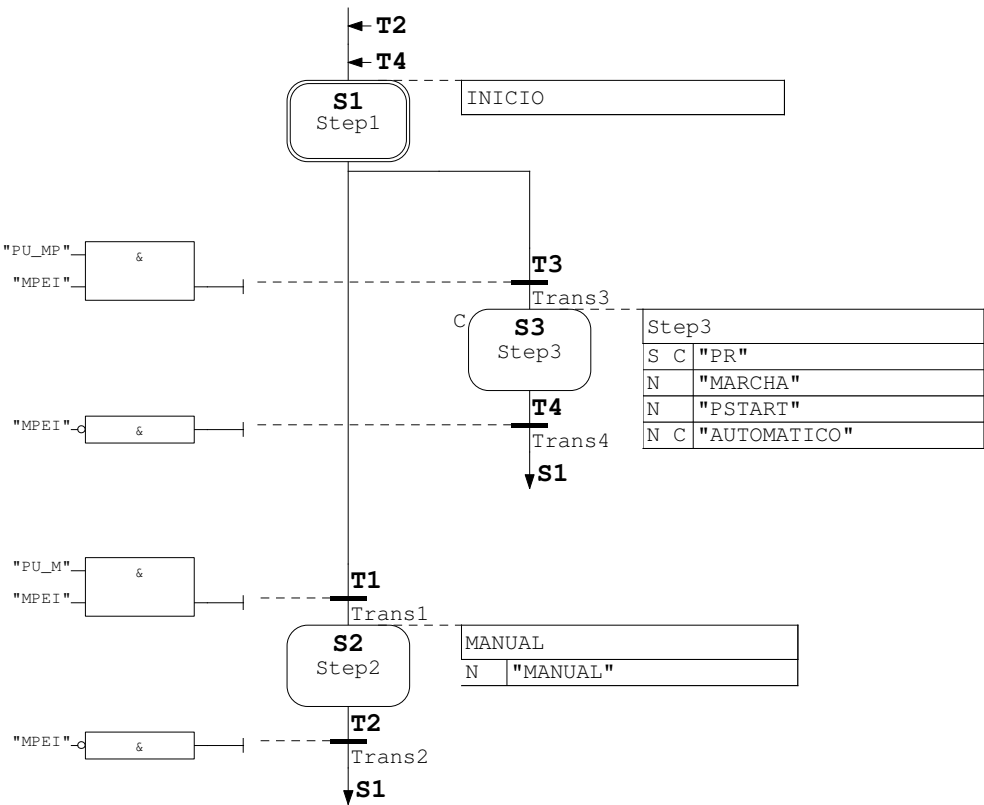 T2
T4
S1
Step1
INICIO
"PU_MP"
&
"MPEI"
T3
Trans3
C
S3
Step3
Step3
S C "PR"
N "MARCHA"
N "PSTART"
N C "AUTOMATICO"
"MPEI"
&
T4
Trans4
S1
"PU_M"
&
"MPEI"
T1
Trans1
S2
Step2
MANUAL
N "MANUAL"
"MPEI"
&
T2
Trans2
S1